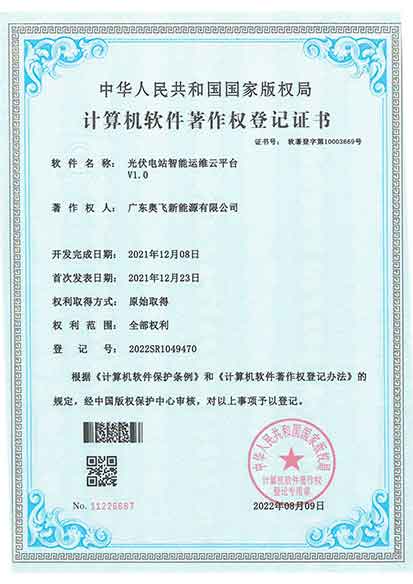 中华人民共和国国家版权局
计算机软件著作权登记证书
证书号： 软著登字第10003669号
软件名称： 光伏电站智能运维云平台
V1.0
著作权人： 广东奥飞新能源有限公司
开发完成日期： 2021年12月08日
首次发表日期： 2021年12月23日
权利取得方式： 原始取得
权利范围： 全部权利
登记号： 2022SR1049470
根据《计算机软件保护条例》和《计算机软件著作权登记办法》的
规定，经中国版权保护中心审核，对以上事项予以登记。
中华人民共和国国家版权局
计算机软件著作权
登记专用章
No. 11226687
2022年08月09日